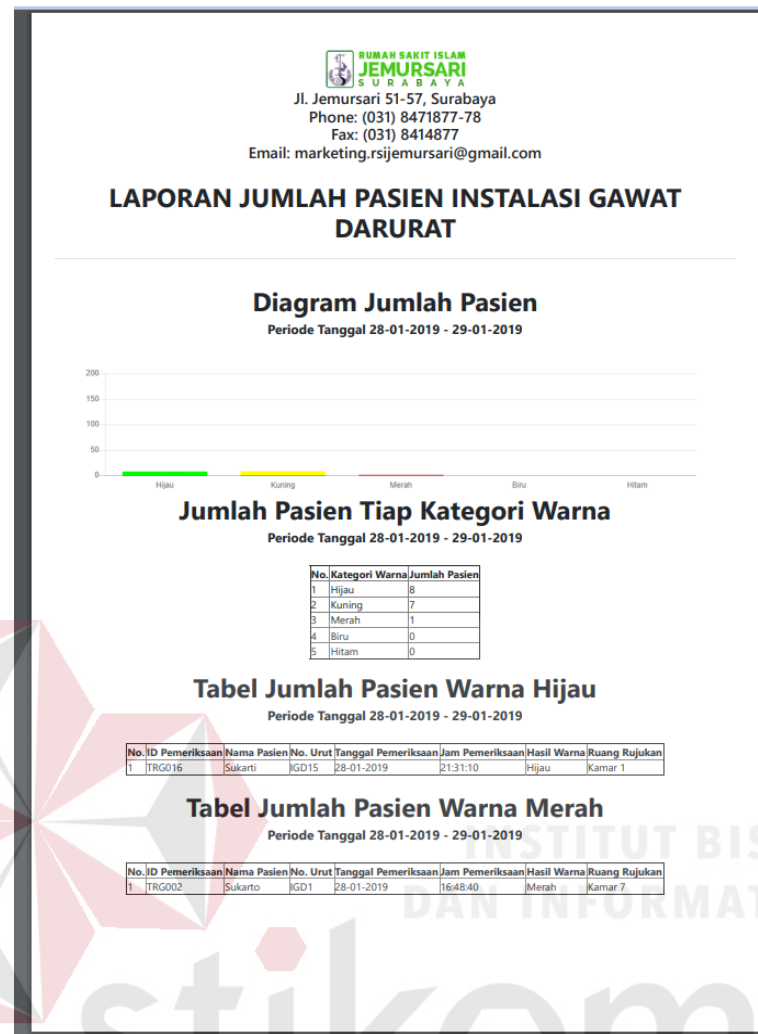 RUMAH SAKIT ISLAM
JEMURSARI
SURABAYA
Jl. Jemursari 51-57, Surabaya
Phone: (031) 8471877-78
Fax: (031) 8414877
Email: marketing.rsijemursari@gmail.com
LAPORAN JUMLAH PASIEN INSTALASI GAWAT
DARURAT
Diagram Jumlah Pasien
Periode Tanggal 28-01-2019 - 29-01-2019
200
150
100
50
0
Hijau Kuning Merah Biru Hitam
Jumlah Pasien Tiap Kategori Warna
Periode Tanggal 28-01-2019 - 29-01-2019
No. Kategori Warna Jumlah Pasien
1 Hijau 8
2 Kuning 7
3 Merah 1
4 Biru 0
5 Hitam 0
Tabel Jumlah Pasien Warna Hijau
Periode Tanggal 28-01-2019 - 29-01-2019
No. ID Pemeriksaan Nama Pasien No. Urut Tanggal Pemeriksaan Jam Pemeriksaan Hasil Warna Ruang Rujukan
1 TRG016 Sukarti IGD15 28-01-2019 21:31:10 Hijau Kamar 1
Tabel Jumlah Pasien Warna Merah
Periode Tanggal 28-01-2019 - 29-01-2019
No. ID Pemeriksaan Nama Pasien No. Urut Tanggal Pemeriksaan Jam Pemeriksaan Hasil Warna Ruang Rujukan
1 TRG002 Sukarto IGD1 28-01-2019 16:48:40 Merah Kamar 7
INSTITUT BIS
DAN INFORMAT
stikom